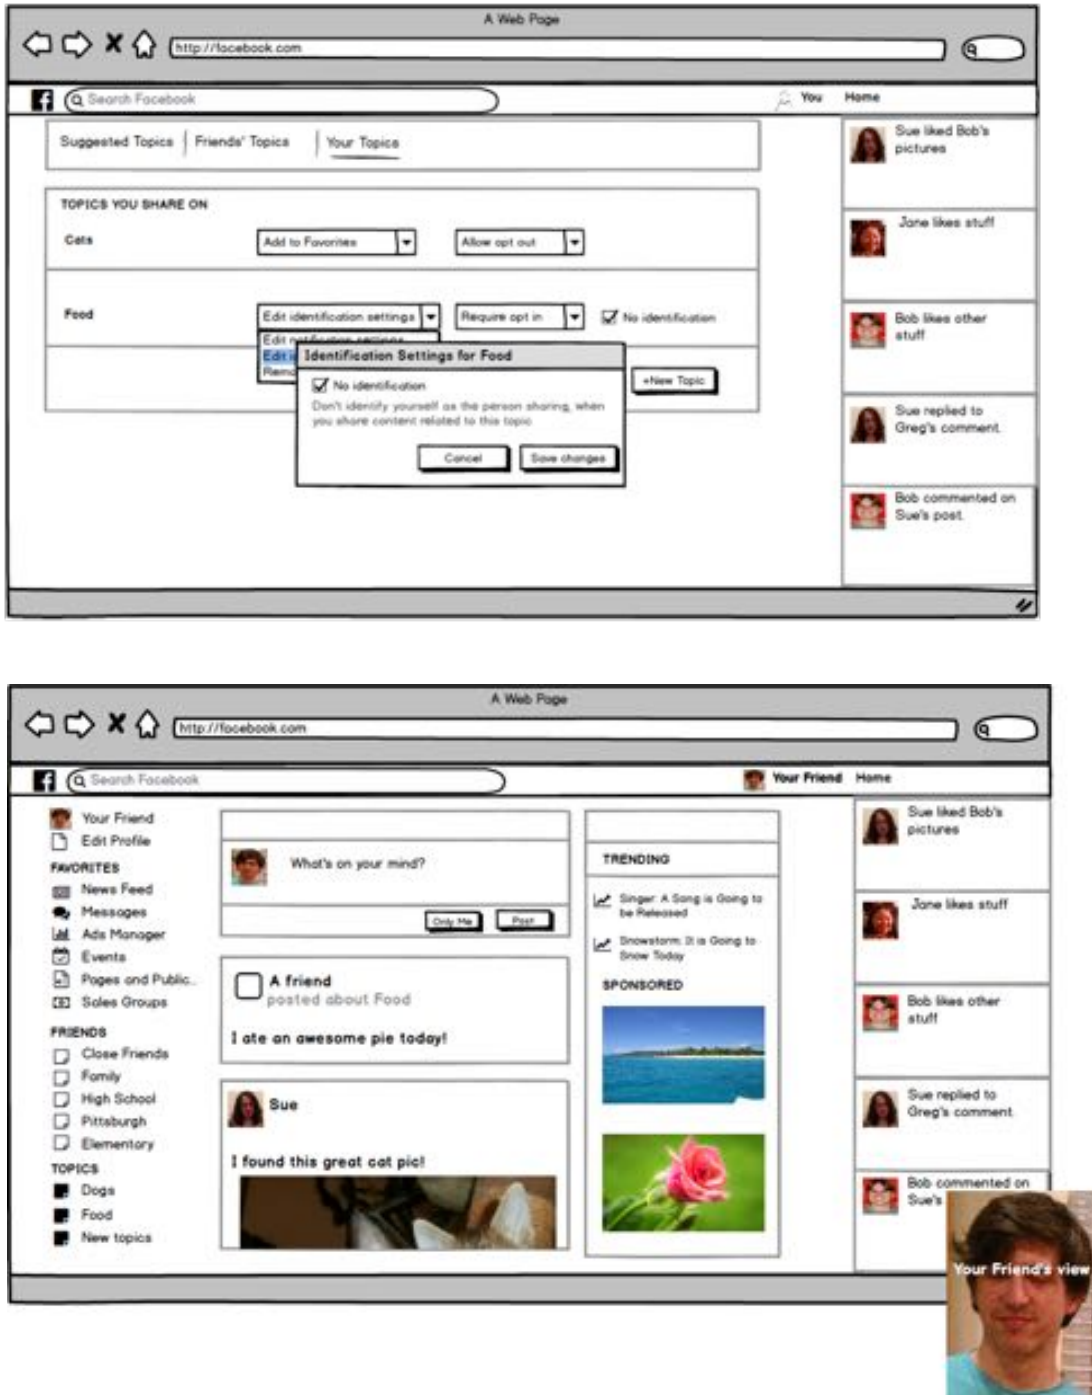 A Web Page
http://facebook.com
Search Facebook
You Home
Suggested Topics Friends' Topics Your Topics
TOPICS YOU SHARE ON
Cats Add to Favorites Allow opt out
Food Edit identification settings Require opt in No identification
Edit notification settings
Edit i
Remo
Identification Settings for Food
No identification
Don't identify yourself as the person sharing, when
you share content related to this topic
Cancel Save changes
+New Topic
Sue liked Bob's
pictures
Jane likes stuff
Bob likes other
stuff
Sue replied to
Greg's comment.
Bob commented on
Sue's post.
A Web Page
http://facebook.com
Search Facebook
Your Friend Home
Your Friend
Edit Profile
FAVORITES
News Feed
Messages
Ads Manager
Events
Pages and Public...
Sales Groups
FRIENDS
Close Friends
Family
High School
Pittsburgh
Elementary
TOPICS
Dogs
Food
New topics
What's on your mind?
Only Me Post
A friend
posted about Food
I ate an awesome pie today!
Sue
I found this great cat pic!
TRENDING
Singer: A Song is Going to
be Released
Snowstorm: It is Going to
Snow Today
SPONSORED
Sue liked Bob's
pictures
Jane likes stuff
Bob likes other
stuff
Sue replied to
Greg's comment
Bob commented on
Sue's
Your Friend's view